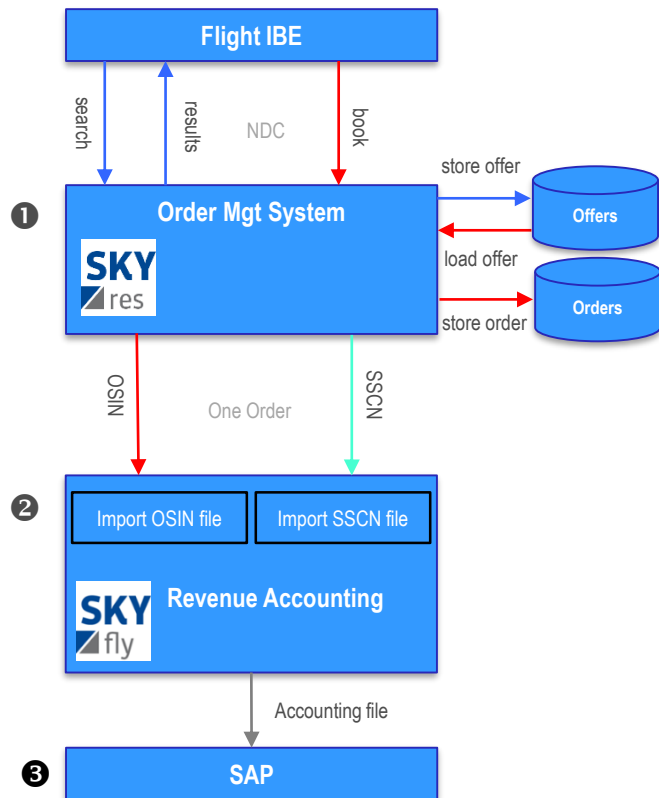 Flight IBE
search
results
NDC
book
store offer
❶
Order Mgt System
Offers
SKY
res
load offer
Orders
store order
OSIN
One Order
SSCN
❷
Import OSIN file
Import SSCN file
Revenue Accounting
SKY
fly
Accounting file
❸
SAP